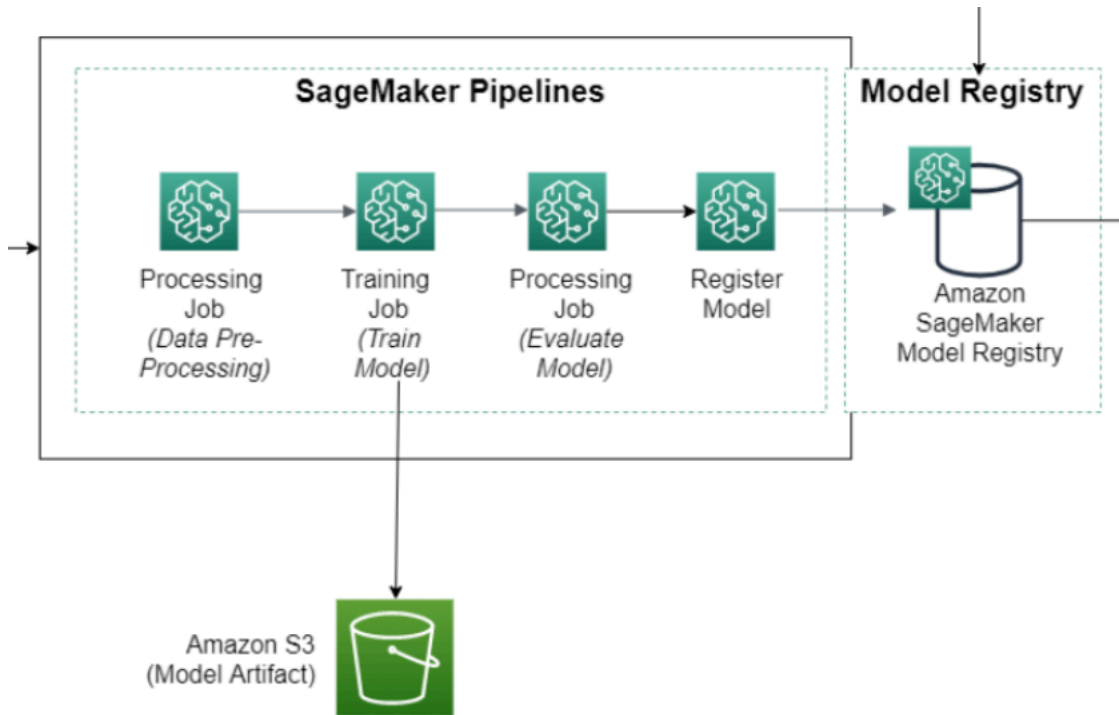 SageMaker Pipelines
Model Registry
Processing
Job
(Data Pre-
Processing)
Training
Job
(Train
Model)
Processing
Job
(Evaluate
Model)
Register
Model
Amazon
SageMaker
Model Registry
Amazon S3
(Model Artifact)